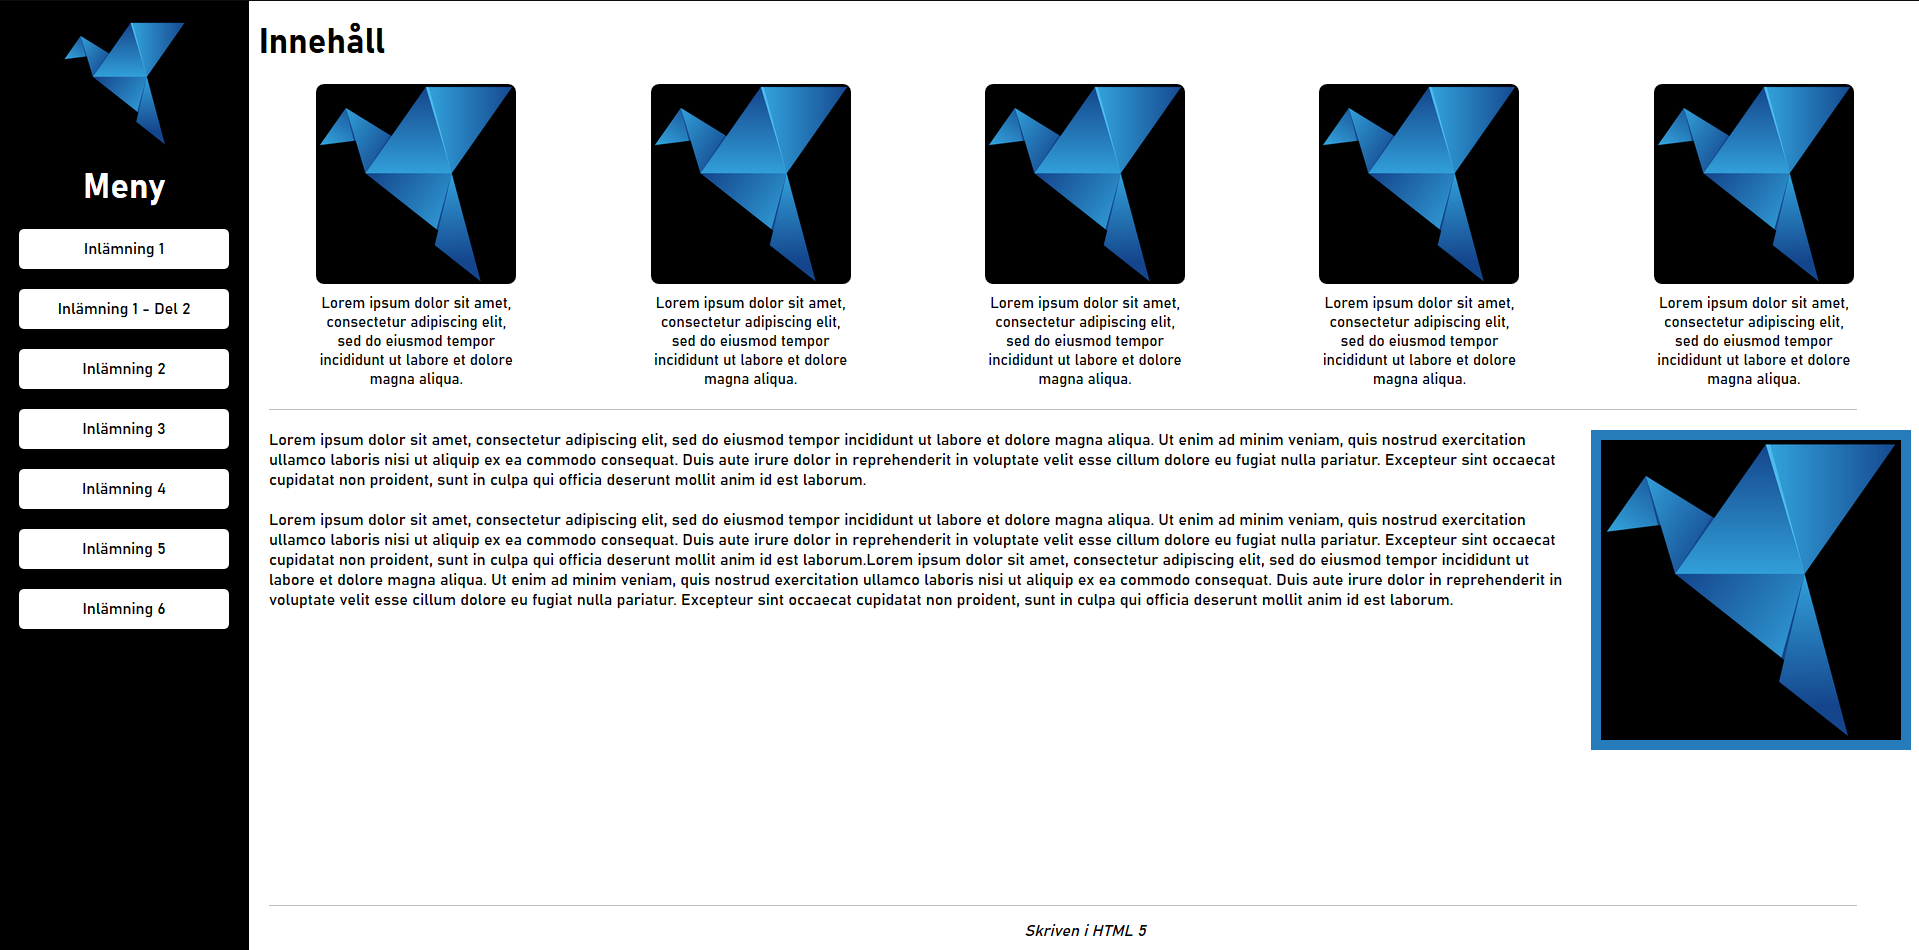 Meny
Inlämning 1
Inlämning 1 - Del 2
Inlämning 2
Inlämning 3
Inlämning 4
Inlämning 5
Inlämning 6
Innehåll
Lorem ipsum dolor sit amet,
consectetur adipiscing elit,
sed do eiusmod tempor
incididunt ut labore et dolore
magna aliqua.
Lorem ipsum dolor sit amet,
consectetur adipiscing elit,
sed do eiusmod tempor
incididunt ut labore et dolore
magna aliqua.
Lorem ipsum dolor sit amet,
consectetur adipiscing elit,
sed do eiusmod tempor
incididunt ut labore et dolore
magna aliqua.
Lorem ipsum dolor sit amet,
consectetur adipiscing elit,
sed do eiusmod tempor
incididunt ut labore et dolore
magna aliqua.
Lorem ipsum dolor sit amet,
consectetur adipiscing elit,
sed do eiusmod tempor
incididunt ut labore et dolore
magna aliqua.
Lorem ipsum dolor sit amet, consectetur adipiscing elit, sed do eiusmod tempor incididunt ut labore et dolore magna aliqua. Ut enim ad minim veniam, quis nostrud exercitation
ullamco laboris nisi ut aliquip ex ea commodo consequat. Duis aute irure dolor in reprehenderit in voluptate velit esse cillum dolore eu fugiat nulla pariatur. Excepteur sint occaecat
cupidatat non proident, sunt in culpa qui officia deserunt mollit anim id est laborum.
Lorem ipsum dolor sit amet, consectetur adipiscing elit, sed do eiusmod tempor incididunt ut labore et dolore magna aliqua. Ut enim ad minim veniam, quis nostrud exercitation
ullamco laboris nisi ut aliquip ex ea commodo consequat. Duis aute irure dolor in reprehenderit in voluptate velit esse cillum dolore eu fugiat nulla pariatur. Excepteur sint occaecat
cupidatat non proident, sunt in culpa qui officia deserunt mollit anim id est laborum.Lorem ipsum dolor sit amet, consectetur adipiscing elit, sed do eiusmod tempor incididunt ut
labore et dolore magna aliqua. Ut enim ad minim veniam, quis nostrud exercitation ullamco laboris nisi ut aliquip ex ea commodo consequat. Duis aute irure dolor in reprehenderit in
voluptate velit esse cillum dolore eu fugiat nulla pariatur. Excepteur sint occaecat cupidatat non proident, sunt in culpa qui officia deserunt mollit anim id est laborum.
Skriven i HTML 5